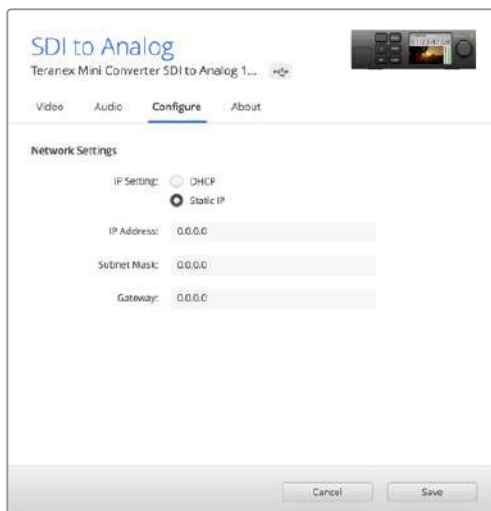 SDI to Analog
Teranex Mini Converter SDI to Analog 1...
Video Audio Configure About
Network Settings
IP Setting: DHCP
Static IP
IP Address: 0.0.0.0
Subnet Mask: 0.0.0.0
Gateway: 0.0.0.0
Cancel Save